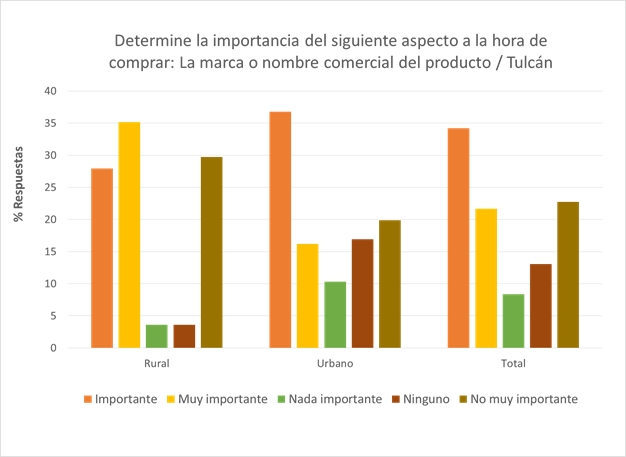 Determine la importancia del siguiente aspecto a la hora de
comprar: La marca o nombre comercial del producto / Tulcán
% Respuestas
40
35
30
25
20
15
10
5
0
Rural Urbano Total
Importante Muy importante Nada importante Ninguno No muy importante